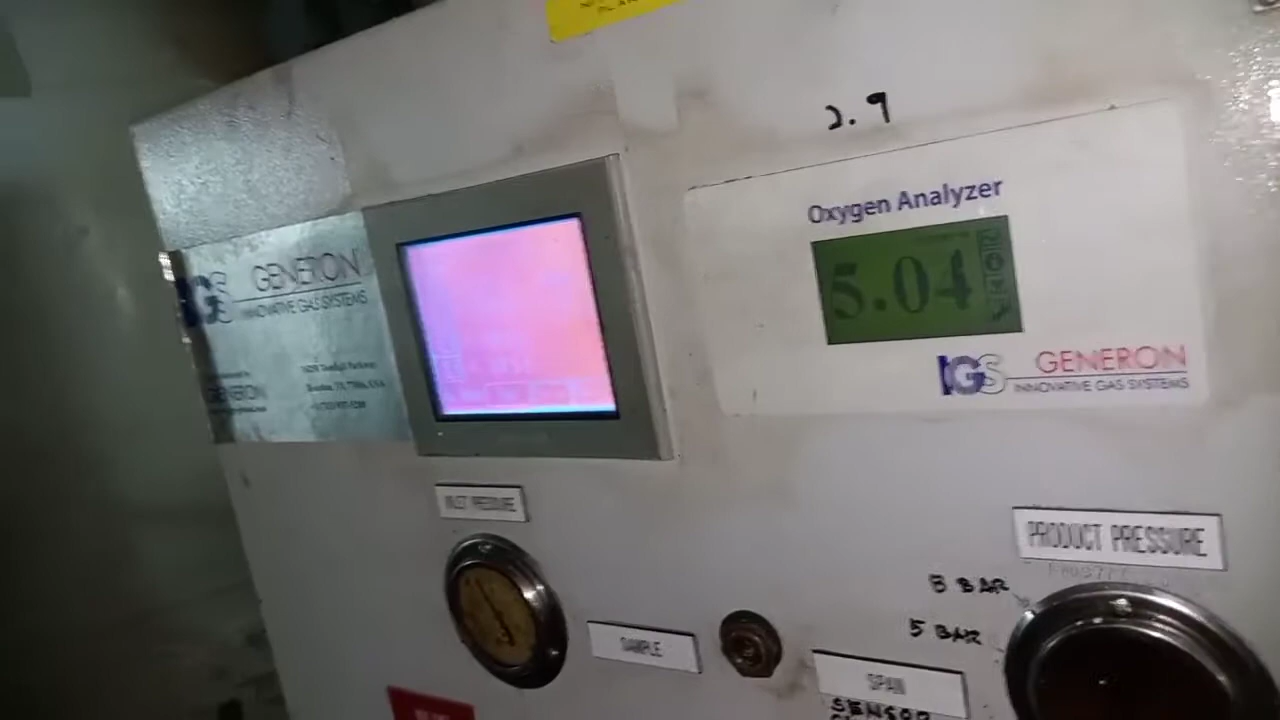 2.9
Oxygen Analyzer
5.04
IGS GENERON
INNOVATIVE GAS SYSTEMS
IGS GENERON
INNOVATIVE GAS SYSTEMS
GENERON
INLET PRESSURE
PRODUCT PRESSURE
8 BAR
5 BAR
SAMPLE
SPAN
SENSOR